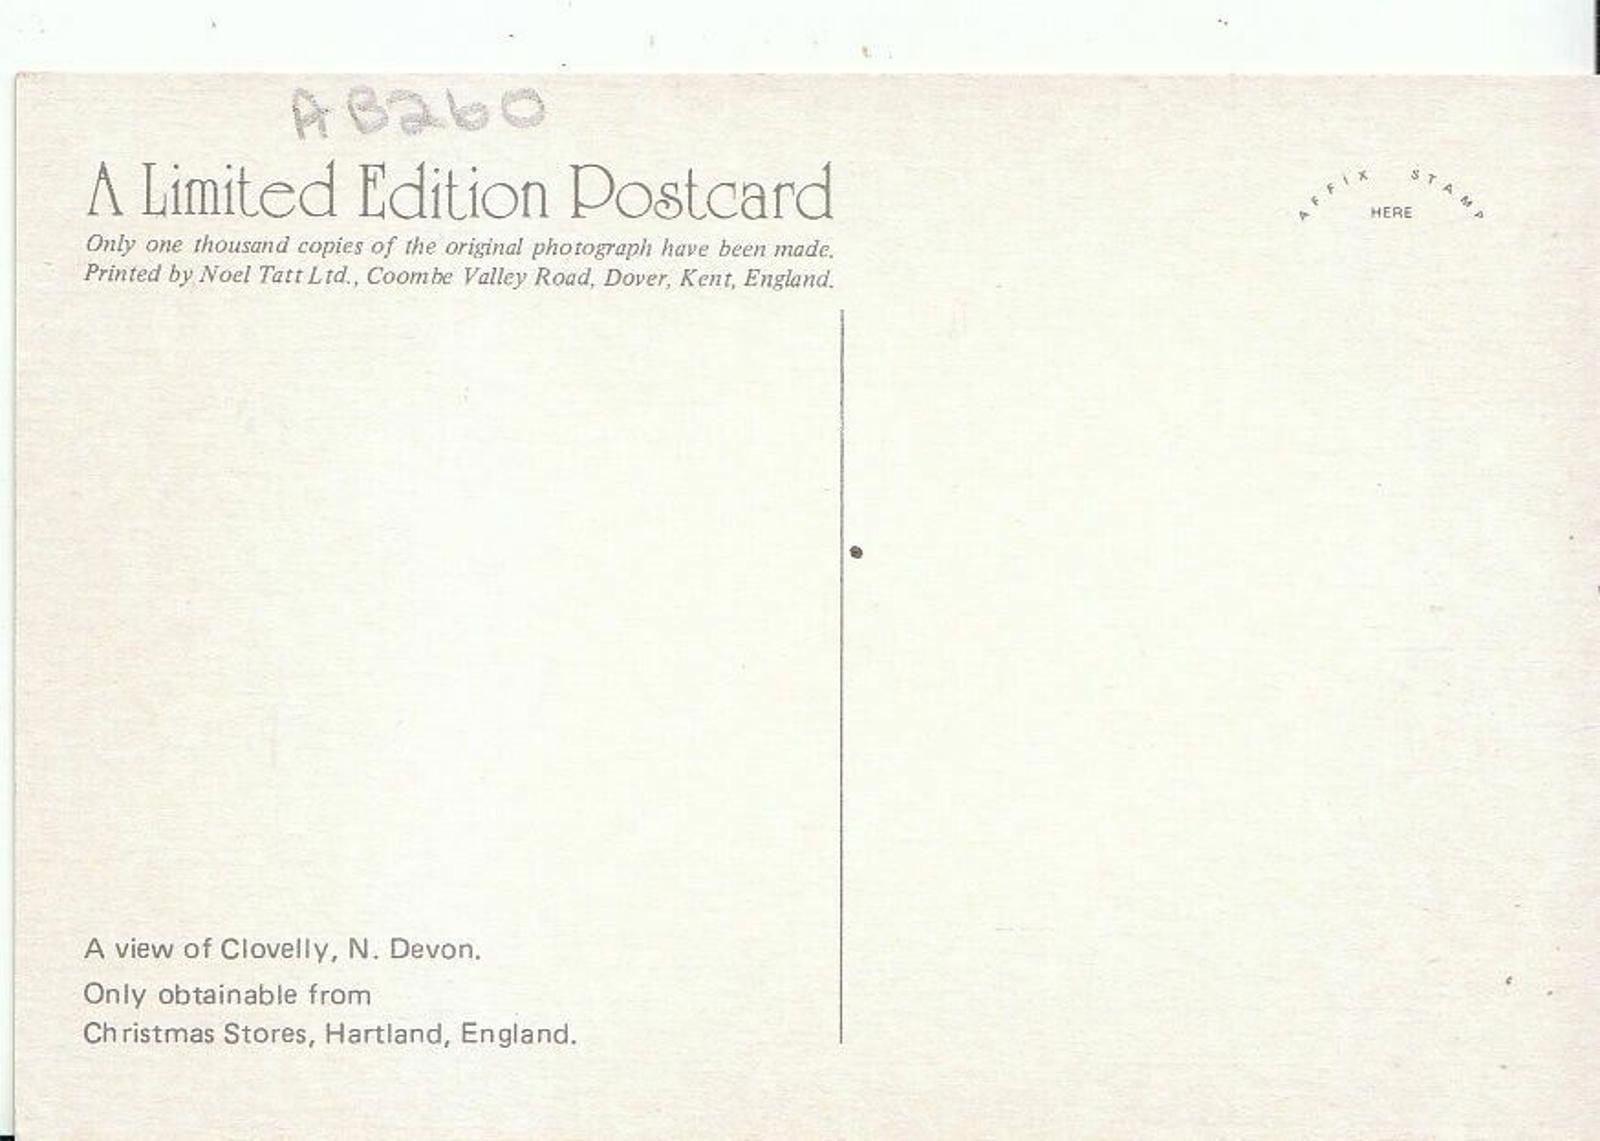 AB260
A Limited Edition Postcard
Only one thousand copies of the original photograph have been made.
Printed by Noel Tatt Ltd., Coombe Valley Road, Dover, Kent, England.
AFFIX STAMP
HERE
A view of Clovelly, N. Devon.
Only obtainable from
Christmas Stores, Hartland, England.